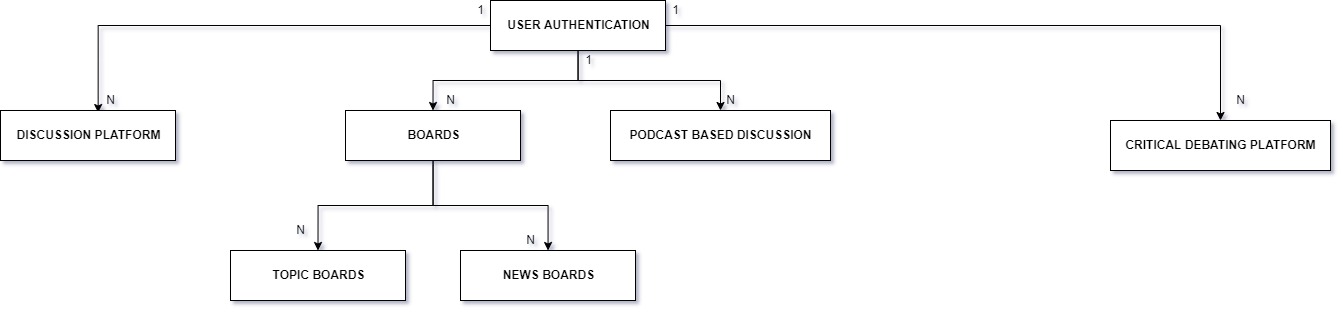 1
USER AUTHENTICATION
1
1
N
N
N
N
DISCUSSION PLATFORM
BOARDS
PODCAST BASED DISCUSSION
CRITICAL DEBATING PLATFORM
N
N
TOPIC BOARDS
NEWS BOARDS